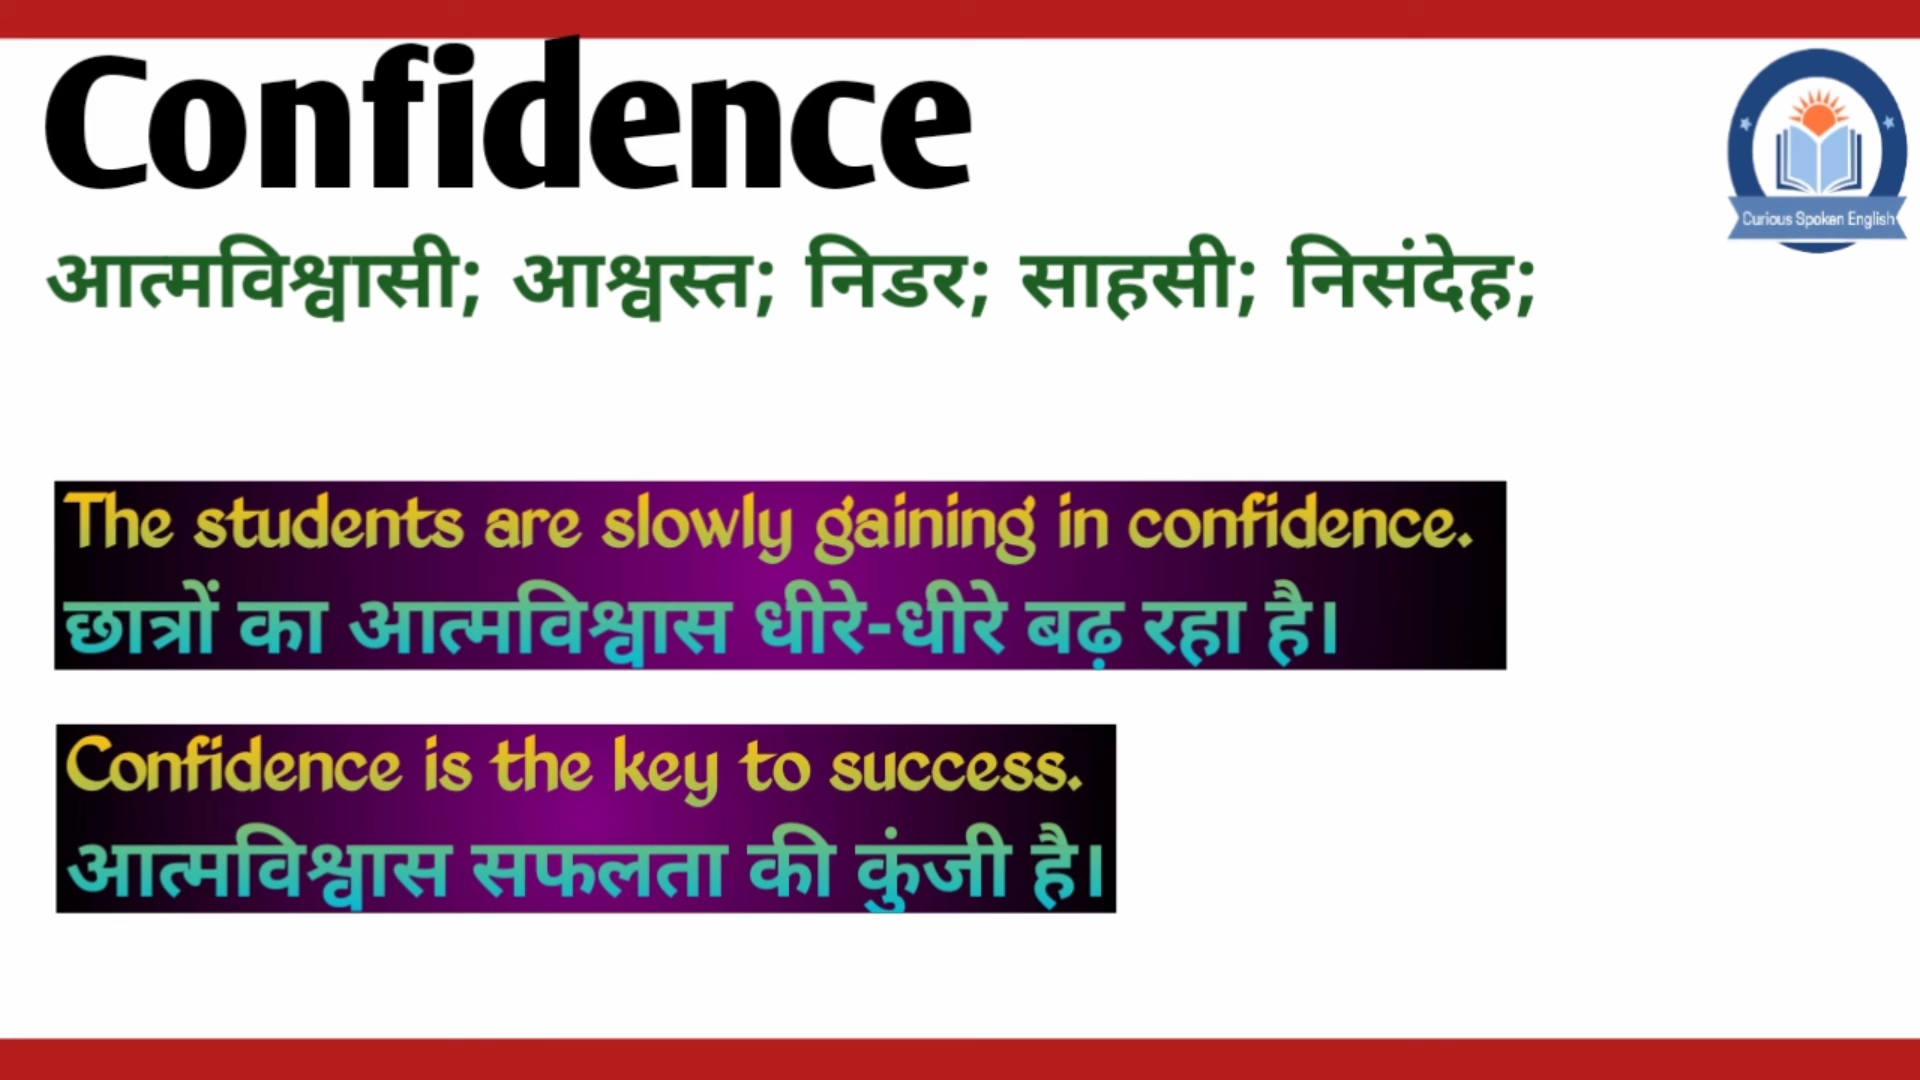 Confidence
Curious Spoken English
आत्मविश्वासी; आश्वस्त; निडर; साहसी; निसंदेह;
The students are slowly gaining in confidence.
छात्रों का आत्मविश्वास धीरे-धीरे बढ़ रहा है।
Confidence is the key to success.
आत्मविश्वास सफलता की कुंजी है।